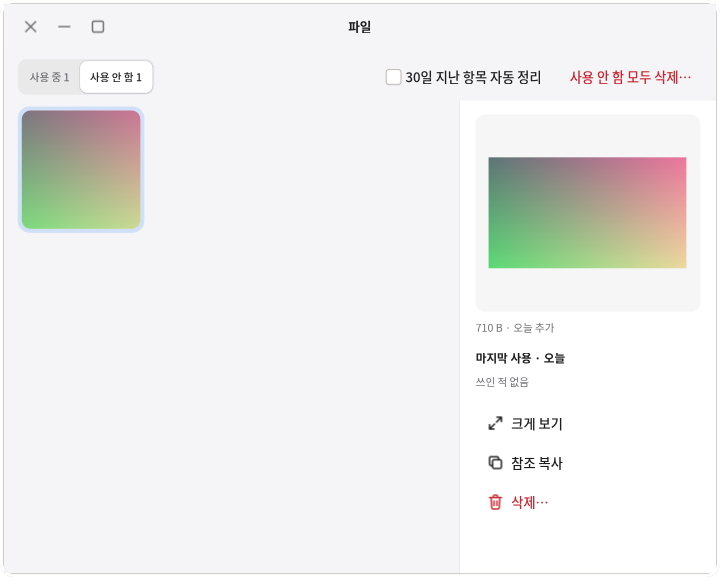 파일
사용 중 1 사용 안 함 1
30일 지난 항목 자동 정리 사용 안 함 모두 삭제…
710 B · 오늘 추가
마지막 사용 · 오늘
쓰인 적 없음
크게 보기
참조 복사
삭제…